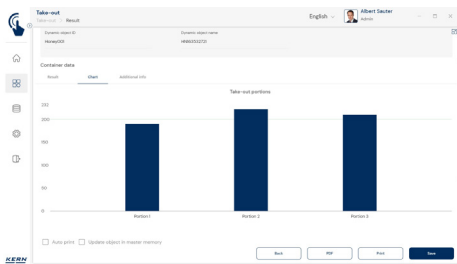 Take-out
Take-out / Result
English
Albert Sauter
Admin
Dynamic object ID
Dynamic object name
Honey001
Container data
Result
Chart
Additional info
Take-out portions
232
200
150
100
50
0
Portion 1
Portion 2
Portion 3
Auto print
Update object in master memory
Back
PDF
Print
Save
KERN